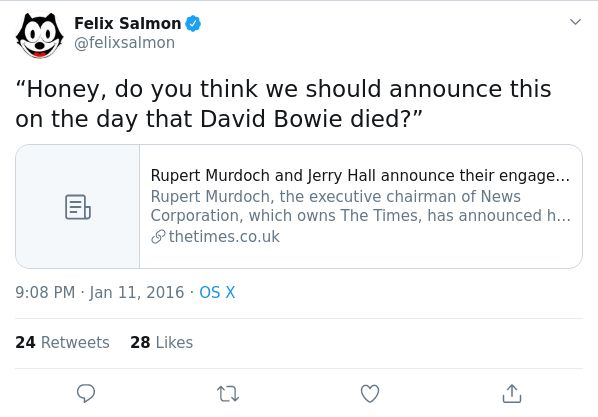 Felix Salmon
@felixsalmon
“Honey, do you think we should announce this
on the day that David Bowie died?”
Rupert Murdoch and Jerry Hall announce their engage...
Rupert Murdoch, the executive chairman of News
Corporation, which owns The Times, has announced h...
thetimes.co.uk
9:08 PM · Jan 11, 2016 · OS X
24 Retweets 28 Likes